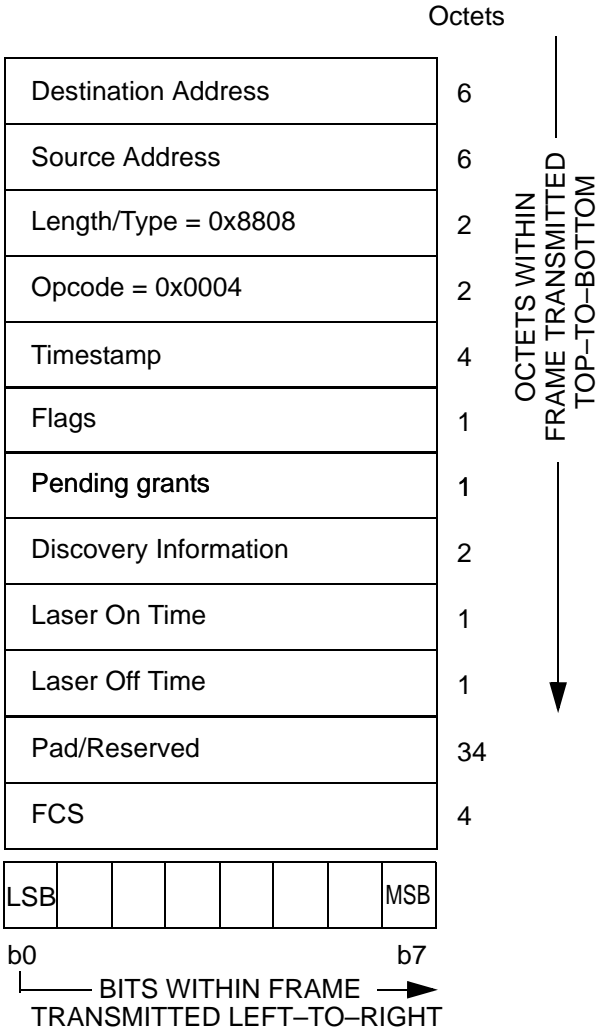 Octets
Destination Address 6
Source Address 6
Length/Type = 0x8808 2
Opcode = 0x0004 2
Timestamp 4
Flags 1
Pending grants 1
Discovery Information 2
Laser On Time 1
Laser Off Time 1
Pad/Reserved 34
FCS 4
OCTETS WITHIN
FRAME TRANSMITTED
TOP–TO–BOTTOM
LSB MSB
b0 b7
BITS WITHIN FRAME
TRANSMITTED LEFT–TO–RIGHT